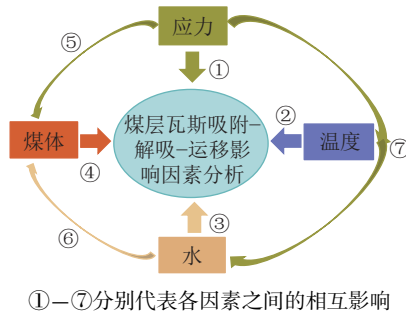 应力
⑤
①
煤层瓦斯吸附-
解吸-运移影
响因素分析
②
煤体
温度
⑦
④
③
⑥
水
①-⑦分别代表各因素之间的相互影响